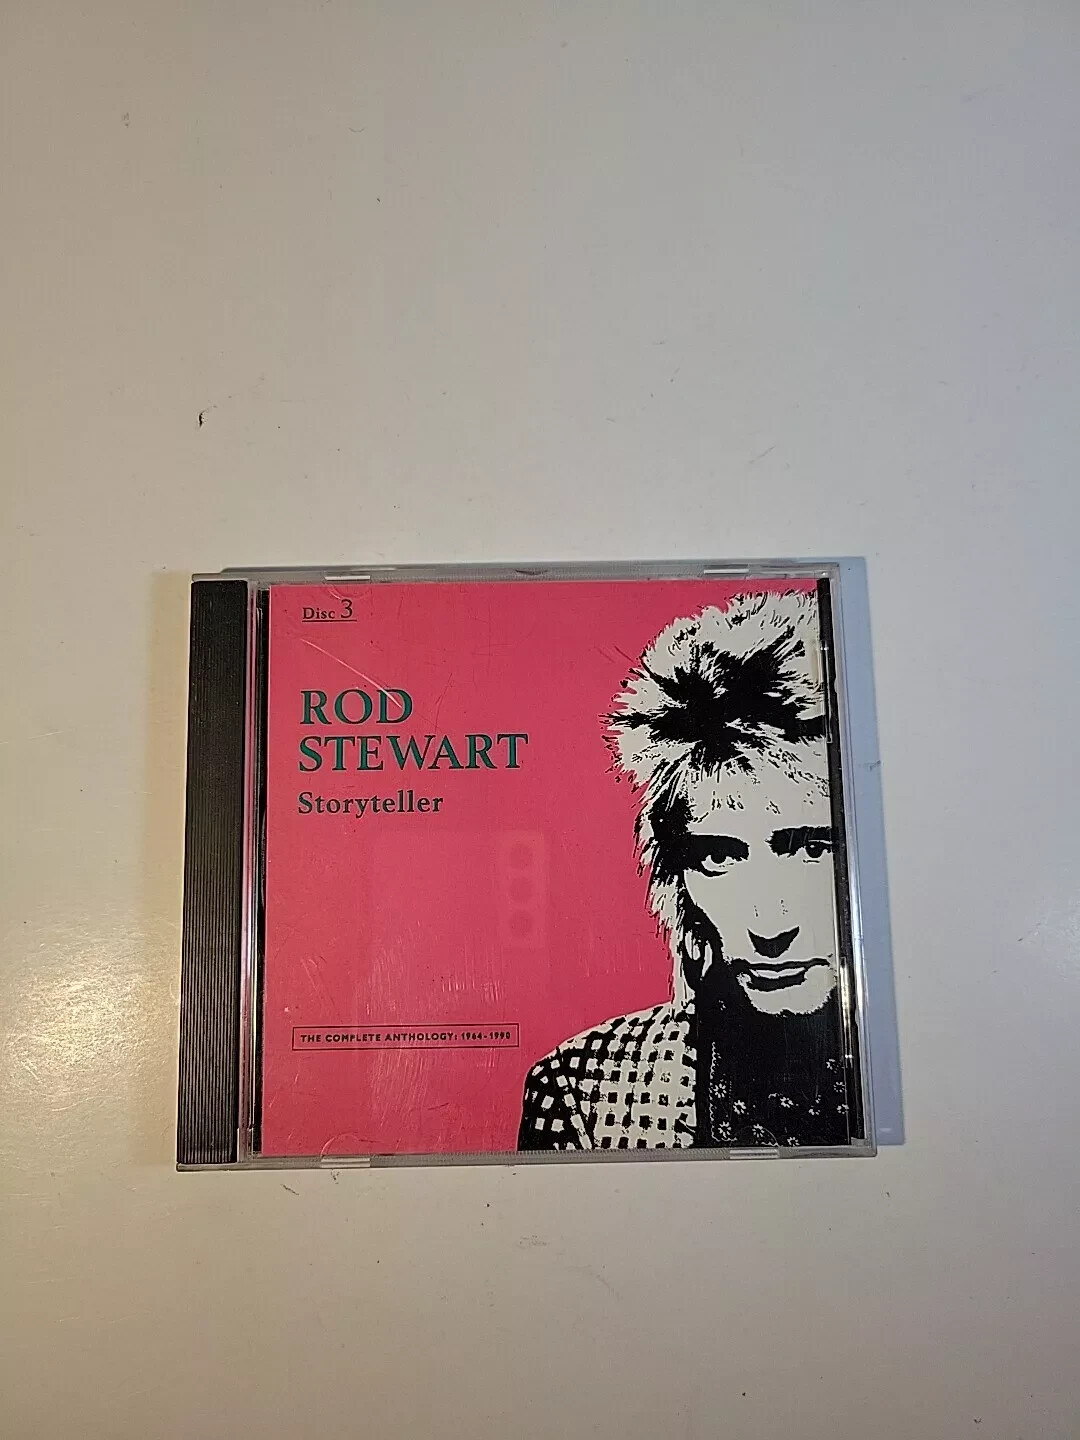 Disc 3
ROD
STEWART
Storyteller
THE COMPLETE ANTHOLOGY: 1964-1990